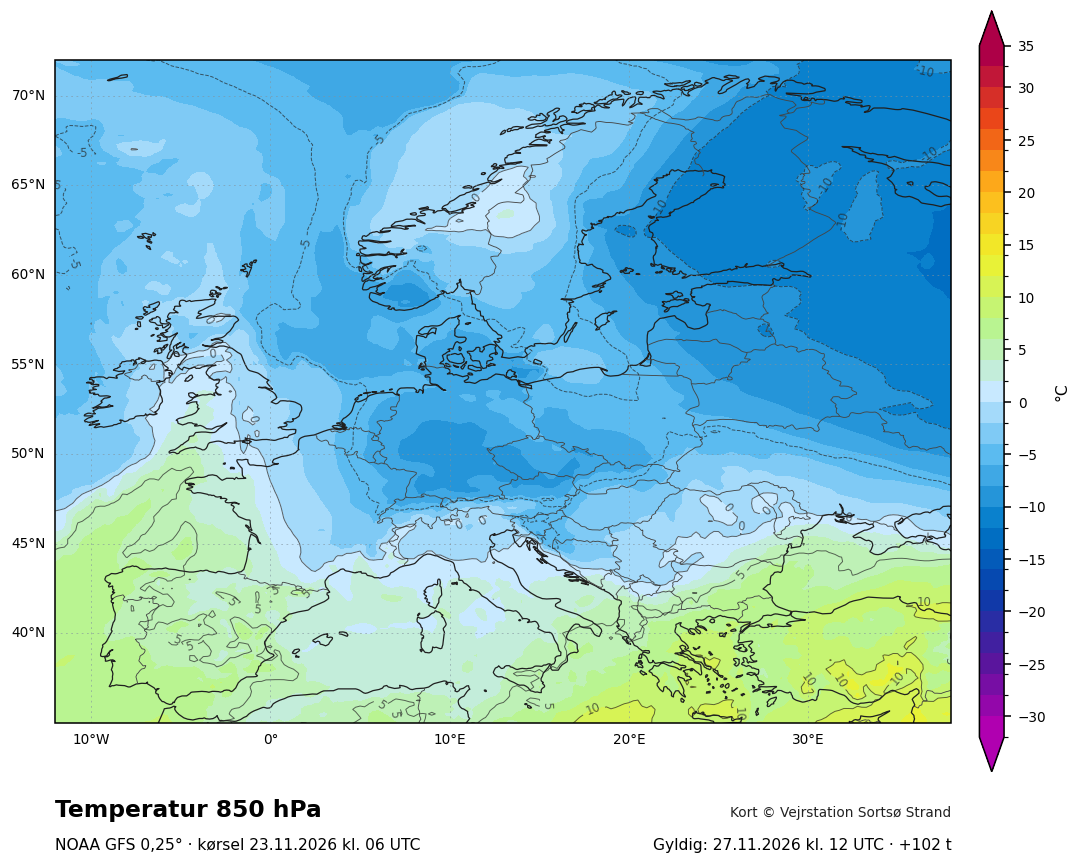 70°N
65°N
60°N
55°N
50°N
45°N
40°N
10°W
0°
10°E
20°E
30°E
35
30
25
20
15
10
5
0
−5
−10
−15
−20
−25
−30
°C
Temperatur 850 hPa
Kort © Vejrstation Sortsø Strand
NOAA GFS 0,25° · kørsel 23.11.2026 kl. 06 UTC
Gyldig: 27.11.2026 kl. 12 UTC · +102 t